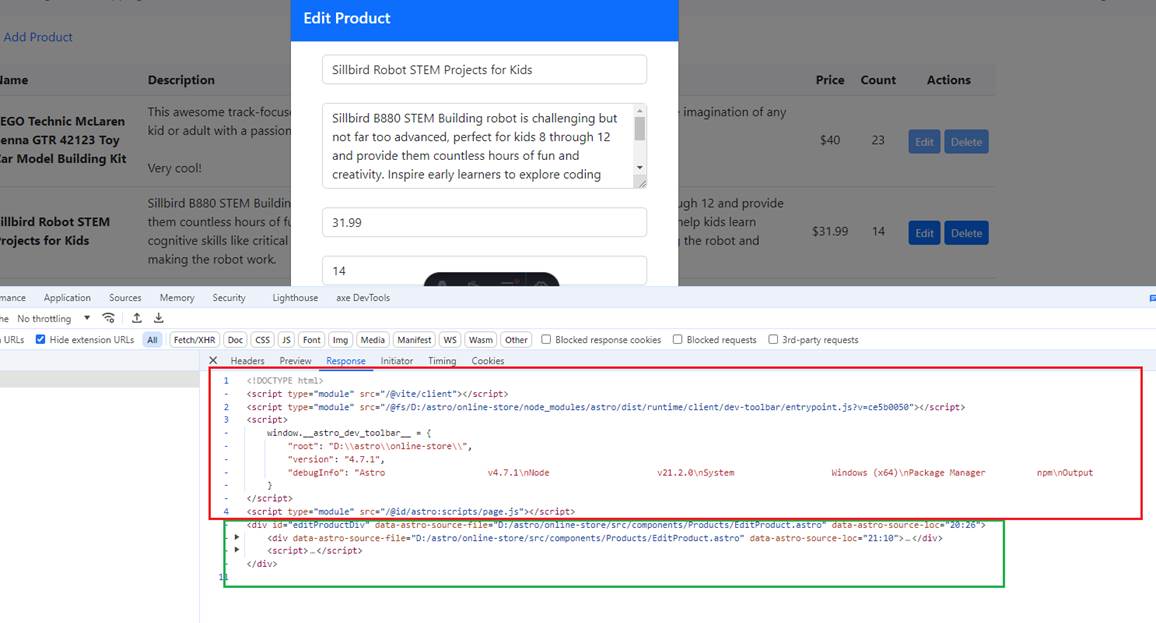 Edit Product
Add Product
Sillbird Robot STEM Projects for Kids
Name Description Price Count Actions
Sillbird B880 STEM Building robot is challenging but
not far too advanced, perfect for kids 8 through 12
and provide them countless hours of fun and
creativity. Inspire early learners to explore coding
31.99
14
EGO Technic McLaren
enna GTR 42123 Toy
Car Model Building Kit
This awesome track-focuse
kid or adult with a passion
Very cool!
e imagination of any
$40 23 Edit Delete
illbird Robot STEM
rojects for Kids
Sillbird B880 STEM Buildin
them countless hours of fu
cognitive skills like critical
making the robot work.
ugh 12 and provide
help kids learn
g the robot and
$31.99 14 Edit Delete
mance Application Sources Memory Security Lighthouse axe DevTools
he No throttling
URLs Hide extension URLs All Fetch/XHR Doc CSS JS Font Img Media Manifest WS Wasm Other Blocked response cookies Blocked requests 3rd-party requests
Headers Preview Response Initiator Timing Cookies
1 <!DOCTYPE html>
- <script type="module" src="/@vite/client"></script>
2 <script type="module" src="/@fs/D:/astro/online-store/node_modules/astro/dist/runtime/client/dev-toolbar/entrypoint.js?v=ce5b0050"></script>
3 <script>
- window.__astro_dev_toolbar__ = {
- "root": "D:\\astro\\online-store\\",
- "version": "4.7.1",
- "debugInfo": "Astro v4.7.1\nNode v21.2.0\nSystem Windows (x64)\nPackage Manager npm\nOutput
- }
- </script>
4 <script type="module" src="/@id/astro:scripts/page.js"></script>
<div id="editProductDiv" data-astro-source-file="D:/astro/online-store/src/components/Products/EditProduct.astro" data-astro-source-loc="20:26">
- <div data-astro-source-file="D:/astro/online-store/src/components/Products/EditProduct.astro" data-astro-source-loc="21:10">…</div>
- <script>…</script>
- </div>